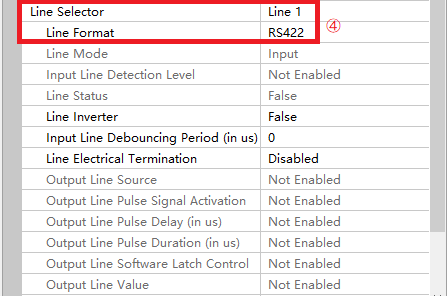 Line Selector Line 1
Line Format RS422
④
Line Mode Input
Input Line Detection Level Not Enabled
Line Status False
Line Inverter False
Input Line Debouncing Period (in us) 0
Line Electrical Termination Disabled
Output Line Source Not Enabled
Output Line Pulse Signal Activation Not Enabled
Output Line Pulse Delay (in us) Not Enabled
Output Line Pulse Duration (in us) Not Enabled
Output Line Software Latch Control Not Enabled
Output Line Value Not Enabled